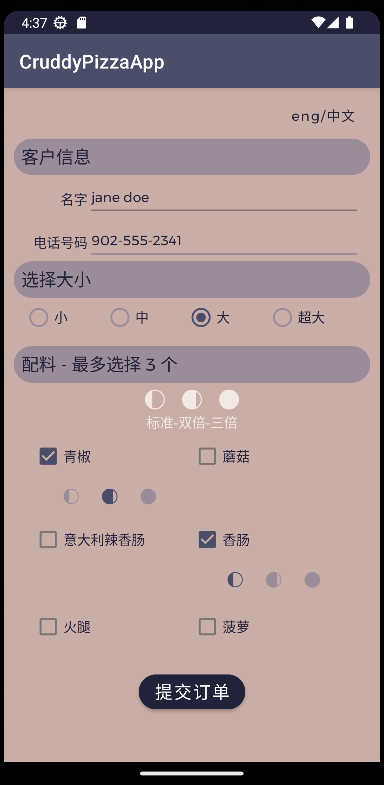 4:37
CruddyPizzaApp
eng/中文
客户信息
名字 jane doe
电话号码 902-555-2341
选择大小
小 中 大 超大
配料 - 最多选择 3 个
标准-双倍-三倍
青椒 蘑菇
意大利辣香肠 香肠
火腿 菠萝
提交订单